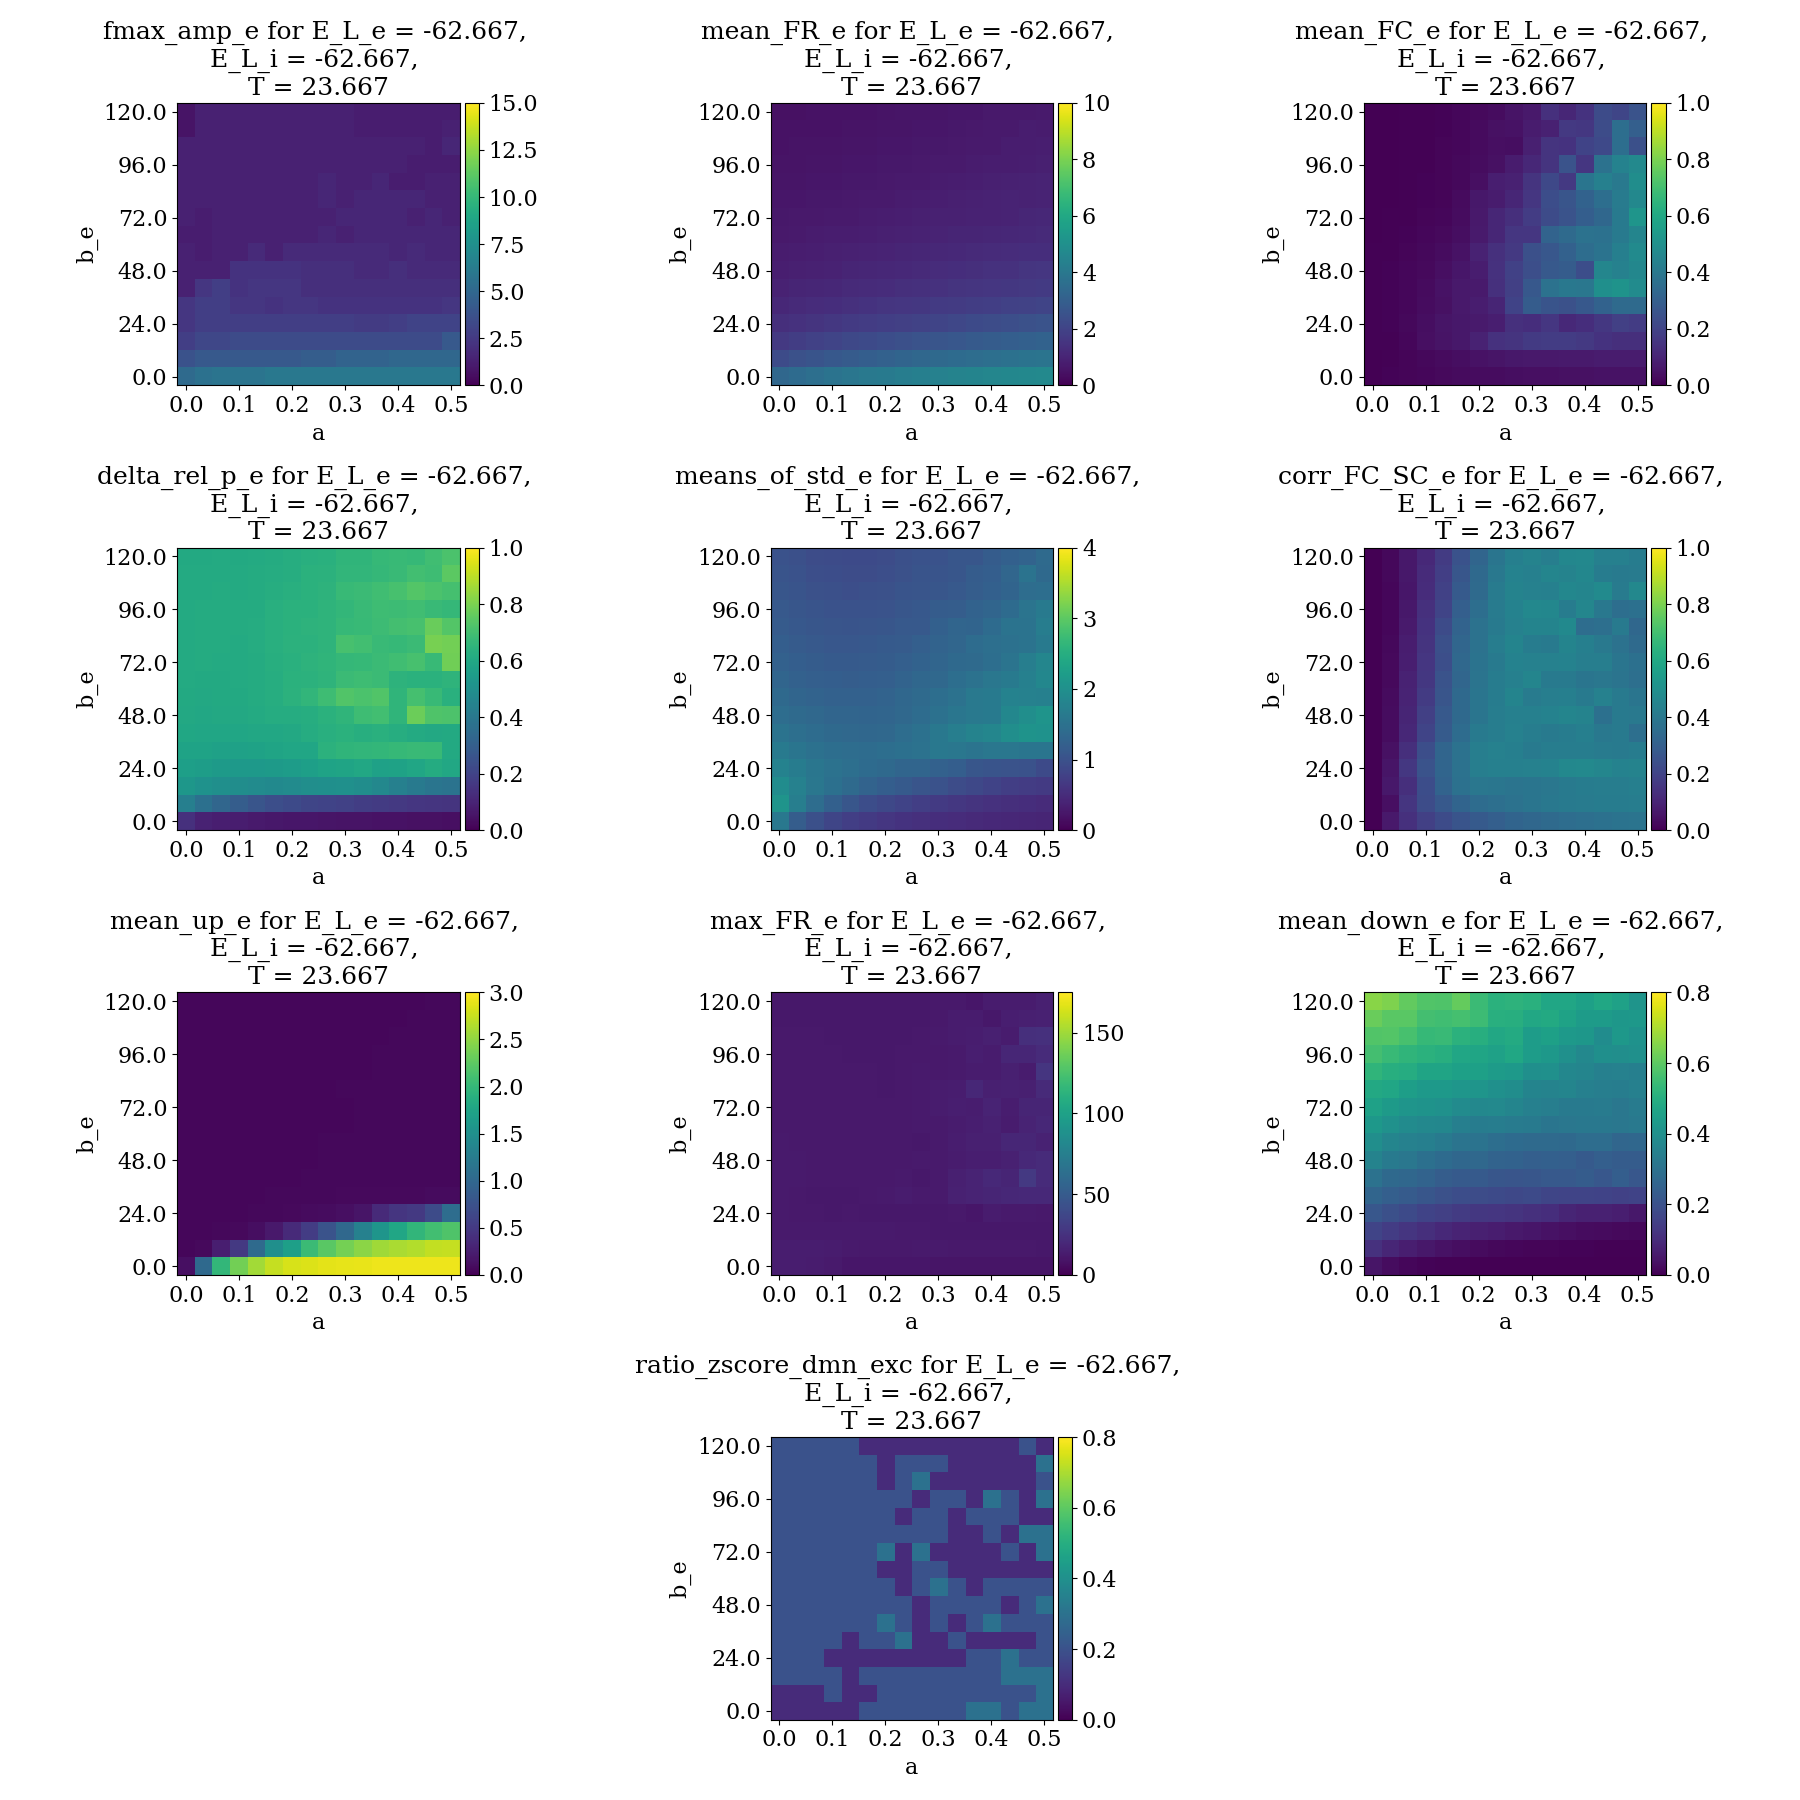 fmax_amp_e for E_L_e = -62.667,
E_L_i = -62.667,
T = 23.667
120.0
96.0
72.0
48.0
24.0
0.0
b_e
0.0 0.1 0.2 0.3 0.4 0.5
a
15.0
12.5
10.0
7.5
5.0
2.5
0.0
mean_FR_e for E_L_e = -62.667,
E_L_i = -62.667,
T = 23.667
120.0
96.0
72.0
48.0
24.0
0.0
b_e
0.0 0.1 0.2 0.3 0.4 0.5
a
10
8
6
4
2
0
mean_FC_e for E_L_e = -62.667,
E_L_i = -62.667,
T = 23.667
120.0
96.0
72.0
48.0
24.0
0.0
b_e
0.0 0.1 0.2 0.3 0.4 0.5
a
1.0
0.8
0.6
0.4
0.2
0.0
delta_rel_p_e for E_L_e = -62.667,
E_L_i = -62.667,
T = 23.667
120.0
96.0
72.0
48.0
24.0
0.0
b_e
0.0 0.1 0.2 0.3 0.4 0.5
a
1.0
0.8
0.6
0.4
0.2
0.0
means_of_std_e for E_L_e = -62.667,
E_L_i = -62.667,
T = 23.667
120.0
96.0
72.0
48.0
24.0
0.0
b_e
0.0 0.1 0.2 0.3 0.4 0.5
a
4
3
2
1
0
corr_FC_SC_e for E_L_e = -62.667,
E_L_i = -62.667,
T = 23.667
120.0
96.0
72.0
48.0
24.0
0.0
b_e
0.0 0.1 0.2 0.3 0.4 0.5
a
1.0
0.8
0.6
0.4
0.2
0.0
mean_up_e for E_L_e = -62.667,
E_L_i = -62.667,
T = 23.667
120.0
96.0
72.0
48.0
24.0
0.0
b_e
0.0 0.1 0.2 0.3 0.4 0.5
a
3.0
2.5
2.0
1.5
1.0
0.5
0.0
max_FR_e for E_L_e = -62.667,
E_L_i = -62.667,
T = 23.667
120.0
96.0
72.0
48.0
24.0
0.0
b_e
0.0 0.1 0.2 0.3 0.4 0.5
a
150
100
50
0
mean_down_e for E_L_e = -62.667,
E_L_i = -62.667,
T = 23.667
120.0
96.0
72.0
48.0
24.0
0.0
b_e
0.0 0.1 0.2 0.3 0.4 0.5
a
0.8
0.6
0.4
0.2
0.0
ratio_zscore_dmn_exc for E_L_e = -62.667,
E_L_i = -62.667,
T = 23.667
120.0
96.0
72.0
48.0
24.0
0.0
b_e
0.0 0.1 0.2 0.3 0.4 0.5
a
0.8
0.6
0.4
0.2
0.0